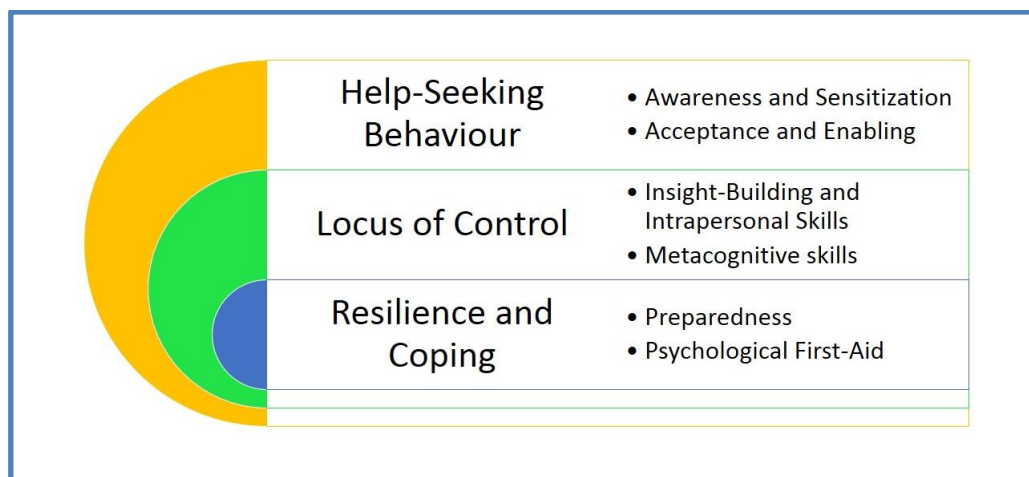 Help-Seeking
Behaviour
• Awareness and Sensitization
• Acceptance and Enabling
Locus of Control
• Insight-Building and
Intrapersonal Skills
• Metacognitive skills
Resilience and
Coping
• Preparedness
• Psychological First-Aid